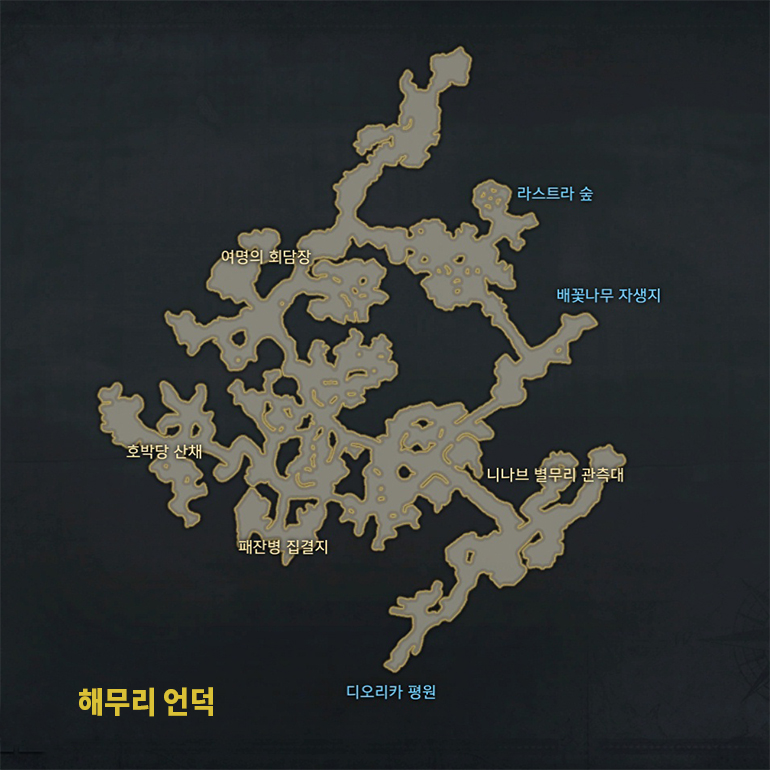 라스트라 숲
여명의 회담장
배꽃나무 자생지
호박당 산채
니나브 별무리 관측대
패잔병 집결지
디오리카 평원
해무리 언덕